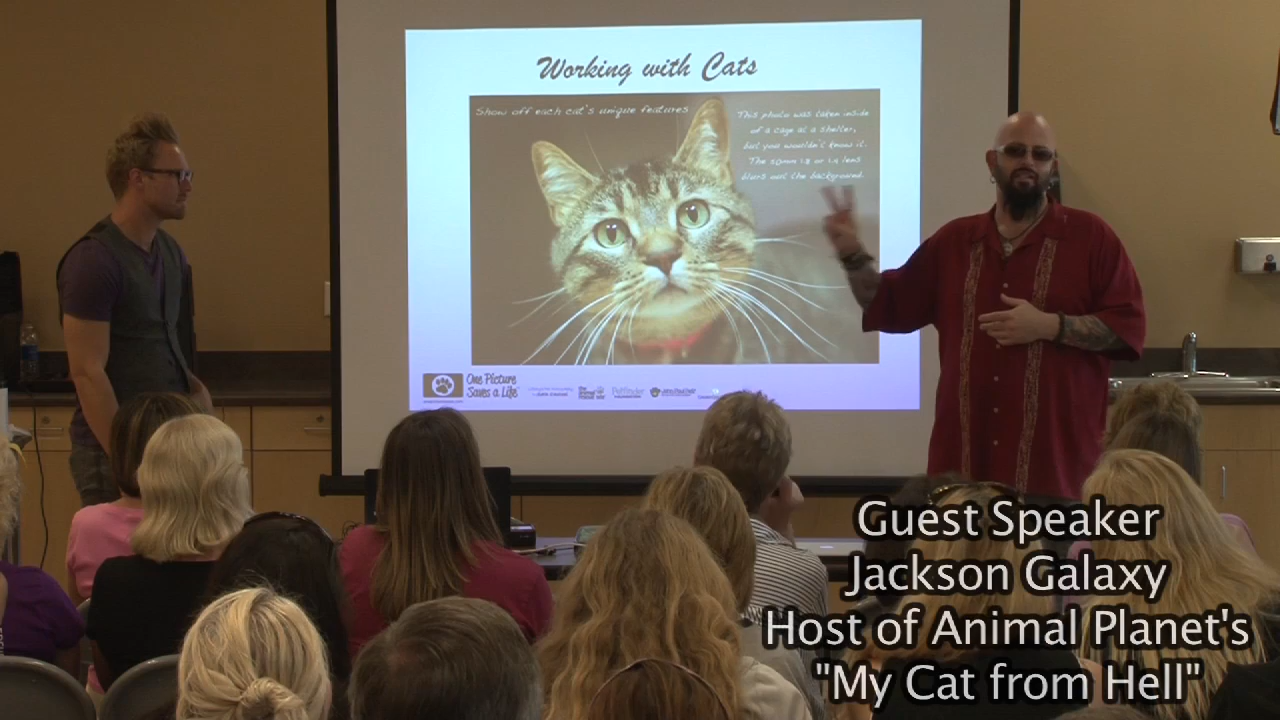 Working with Cats
Show off each cat's unique features
This photo was taken inside
of a cage at a shelter,
but you wouldn't know it.
The 50mm 1.8 or 1.4 lens
blurs out the background.
One Picture
Saves a Life
Petfinder
Guest Speaker
Jackson Galaxy
Host of Animal Planet's
"My Cat from Hell"